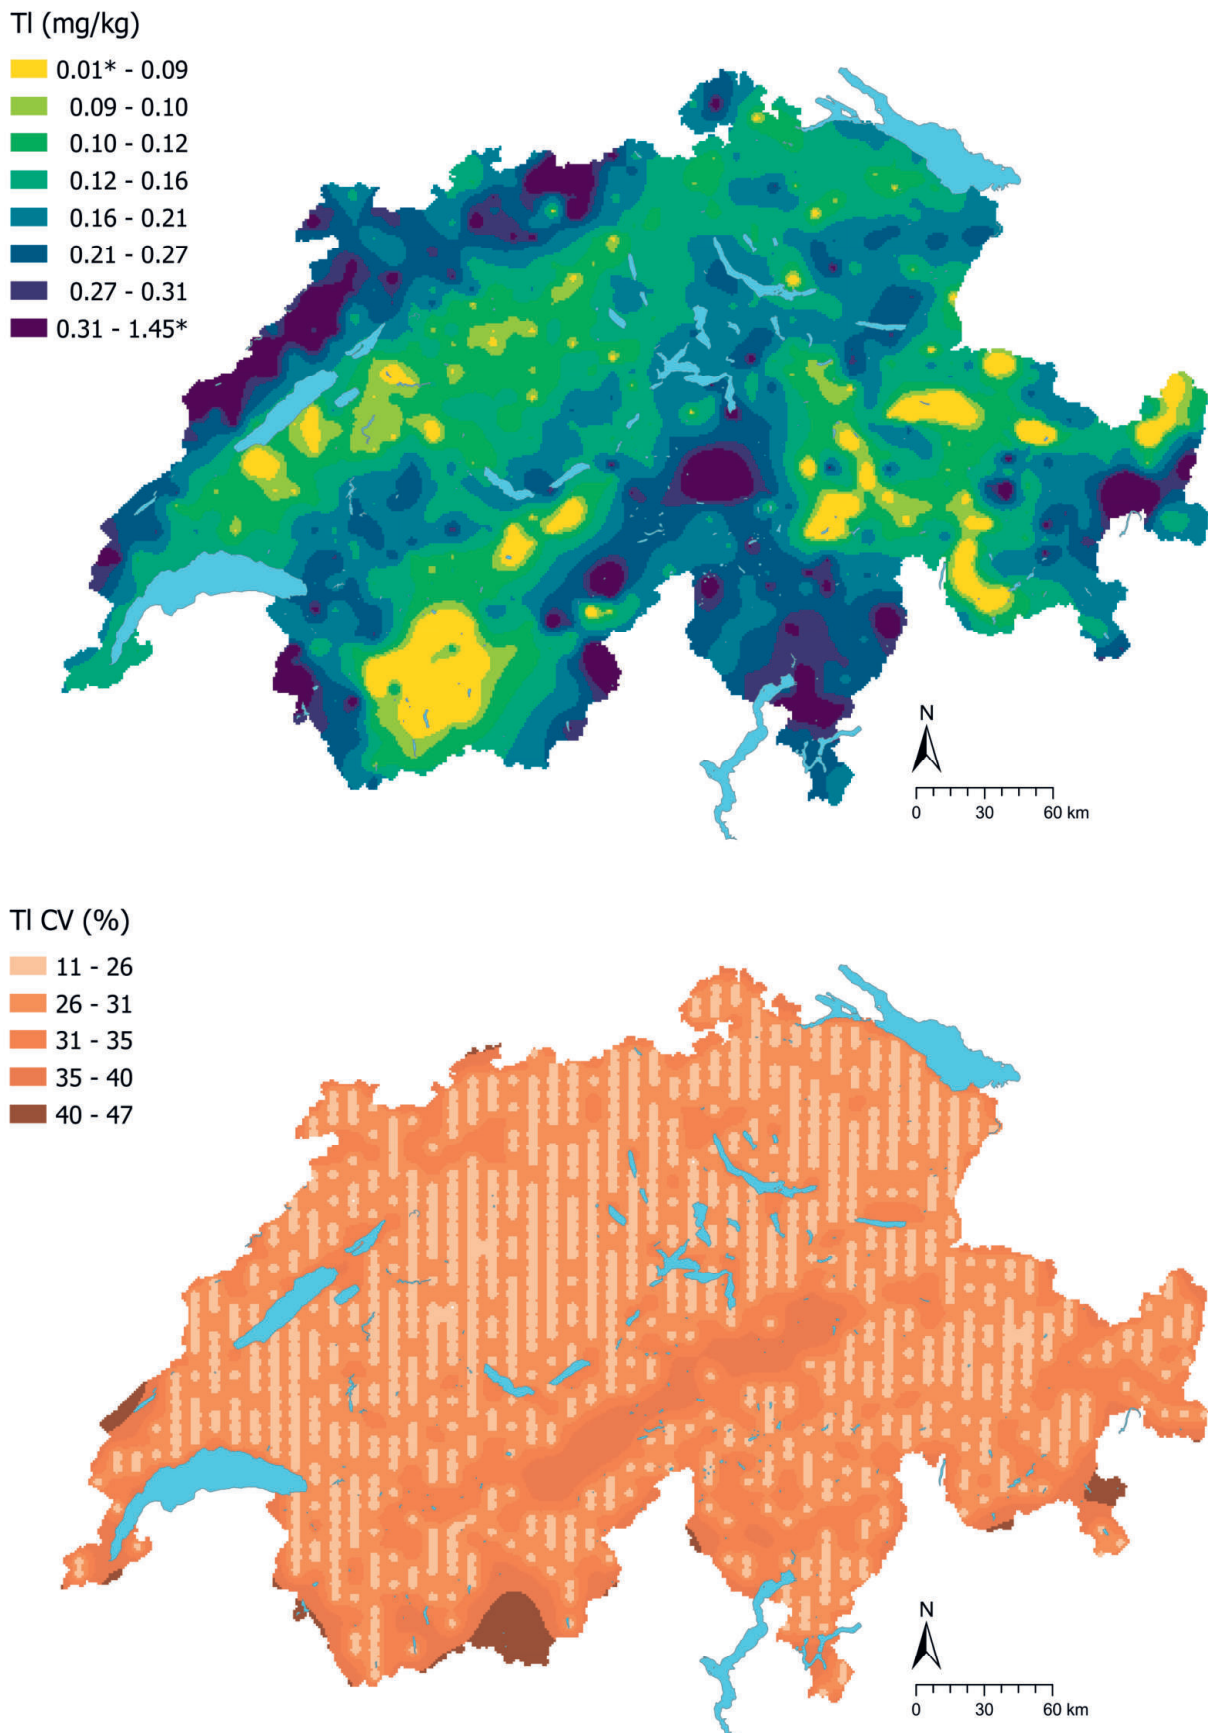 Tl (mg/kg)
0.01* - 0.09
0.09 - 0.10
0.10 - 0.12
0.12 - 0.16
0.16 - 0.21
0.21 - 0.27
0.27 - 0.31
0.31 - 1.45*
N
0 30 60 km
Tl CV (%)
11 - 26
26 - 31
31 - 35
35 - 40
40 - 47
N
0 30 60 km